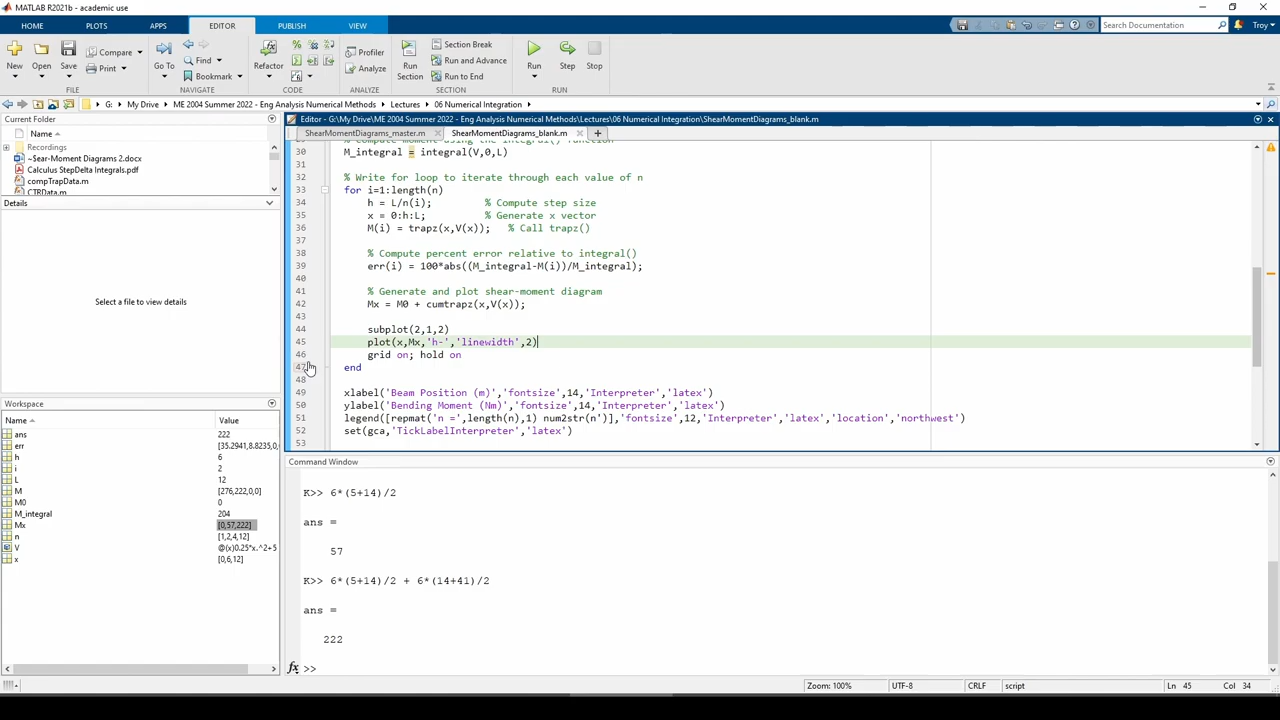 MATLAB R2021b - academic use
HOME PLOTS APPS EDITOR PUBLISH VIEW
Search Documentation Troy
New Open Save Compare Print Go To Find Bookmark Refactor Profiler Analyze Run Section Section Break Run and Advance Run to End Run Step Stop
FILE NAVIGATE CODE ANALYZE SECTION RUN
G: My Drive ME 2004 Summer 2022 - Eng Analysis Numerical Methods Lectures 06 Numerical Integration
Current Folder
Name
Recordings
~$ear-Moment Diagrams 2.docx
Calculus StepDelta Integrals.pdf
compTrapData.m
CTRData.m
Details
Select a file to view details
Workspace
Name Value
ans 222
err [35.2941,8.8235,0,
h 6
i 2
L 12
M [276,222,0,0]
M0 0
M_integral 204
Mx [0,57,222]
n [1,2,4,12]
V @(x)0.25*x.^2+5
x [0,6,12]
Editor - G:\My Drive\ME 2004 Summer 2022 - Eng Analysis Numerical Methods\Lectures\06 Numerical Integration\ShearMomentDiagrams_blank.m
ShearMomentDiagrams_master.m ShearMomentDiagrams_blank.m
29 % Compute moment using the integral() function
30 M_integral = integral(V,0,L)
31
32 % Write for loop to iterate through each value of n
33 for i=1:length(n)
34 h = L/n(i); % Compute step size
35 x = 0:h:L; % Generate x vector
36 M(i) = trapz(x,V(x)); % Call trapz()
37
38 % Compute percent error relative to integral()
39 err(i) = 100*abs((M_integral-M(i))/M_integral);
40
41 % Generate and plot shear-moment diagram
42 Mx = M0 + cumtrapz(x,V(x));
43
44 subplot(2,1,2)
45 plot(x,Mx,'h-','linewidth',2)
46 grid on; hold on
47 end
48
49 xlabel('Beam Position (m)','fontsize',14,'Interpreter','latex')
50 ylabel('Bending Moment (Nm)','fontsize',14,'Interpreter','latex')
51 legend([repmat('n =',length(n),1) num2str(n')],'fontsize',12,'Interpreter','latex','location','northwest')
52 set(gca,'TickLabelInterpreter','latex')
53
Command Window
K>> 6*(5+14)/2
ans =
57
K>> 6*(5+14)/2 + 6*(14+41)/2
ans =
222
fx >>
Zoom: 100% UTF-8 CRLF script Ln 45 Col 34